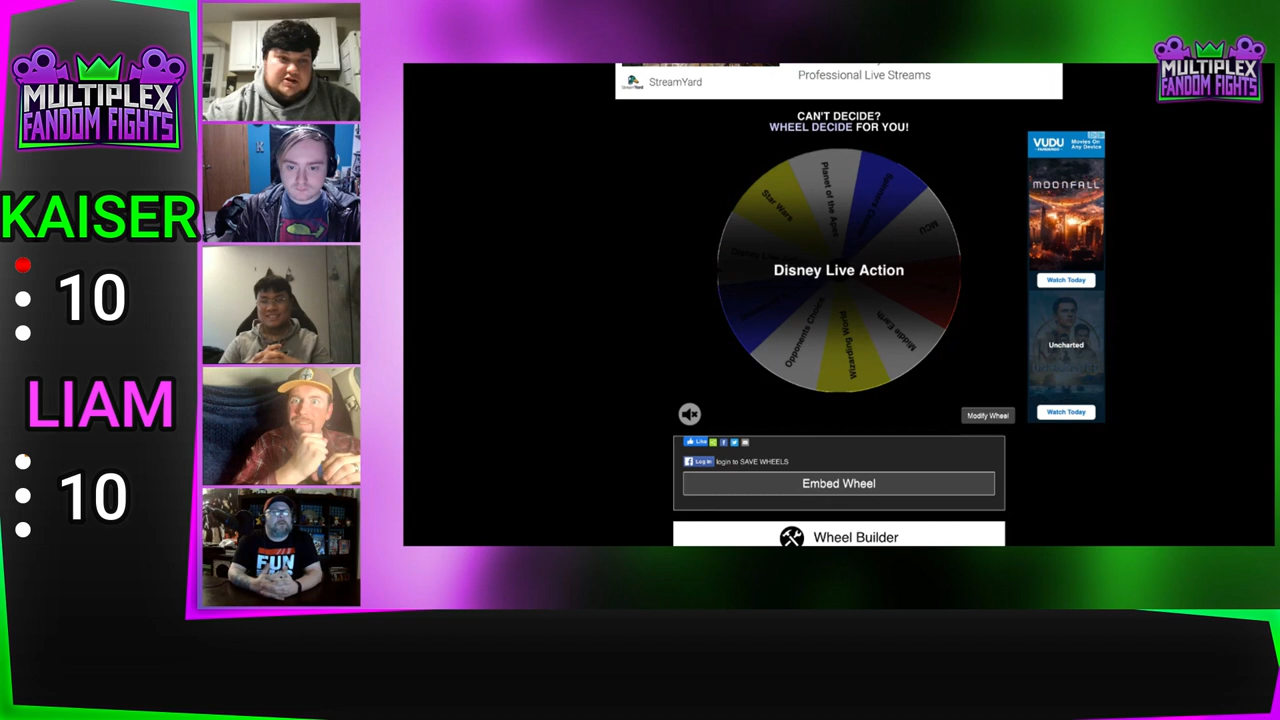 MULTIPLEX
FANDOM FIGHTS
KAISER
10
LIAM
10
K
FUN
StreamYard
Professional Live Streams
CAN'T DECIDE?
WHEEL DECIDE FOR YOU!
Star Wars
Planet of the Apes
MCU
Disney Live Action
Middle Earth
Wizarding World
Opponents Choice
Modify Wheel
Like
Log In login to SAVE WHEELS
Embed Wheel
Wheel Builder
MULTIPLEX
FANDOM FIGHTS
VUDU
Movies On
Any Device
MOONFALL
Watch Today
Uncharted
Watch Today